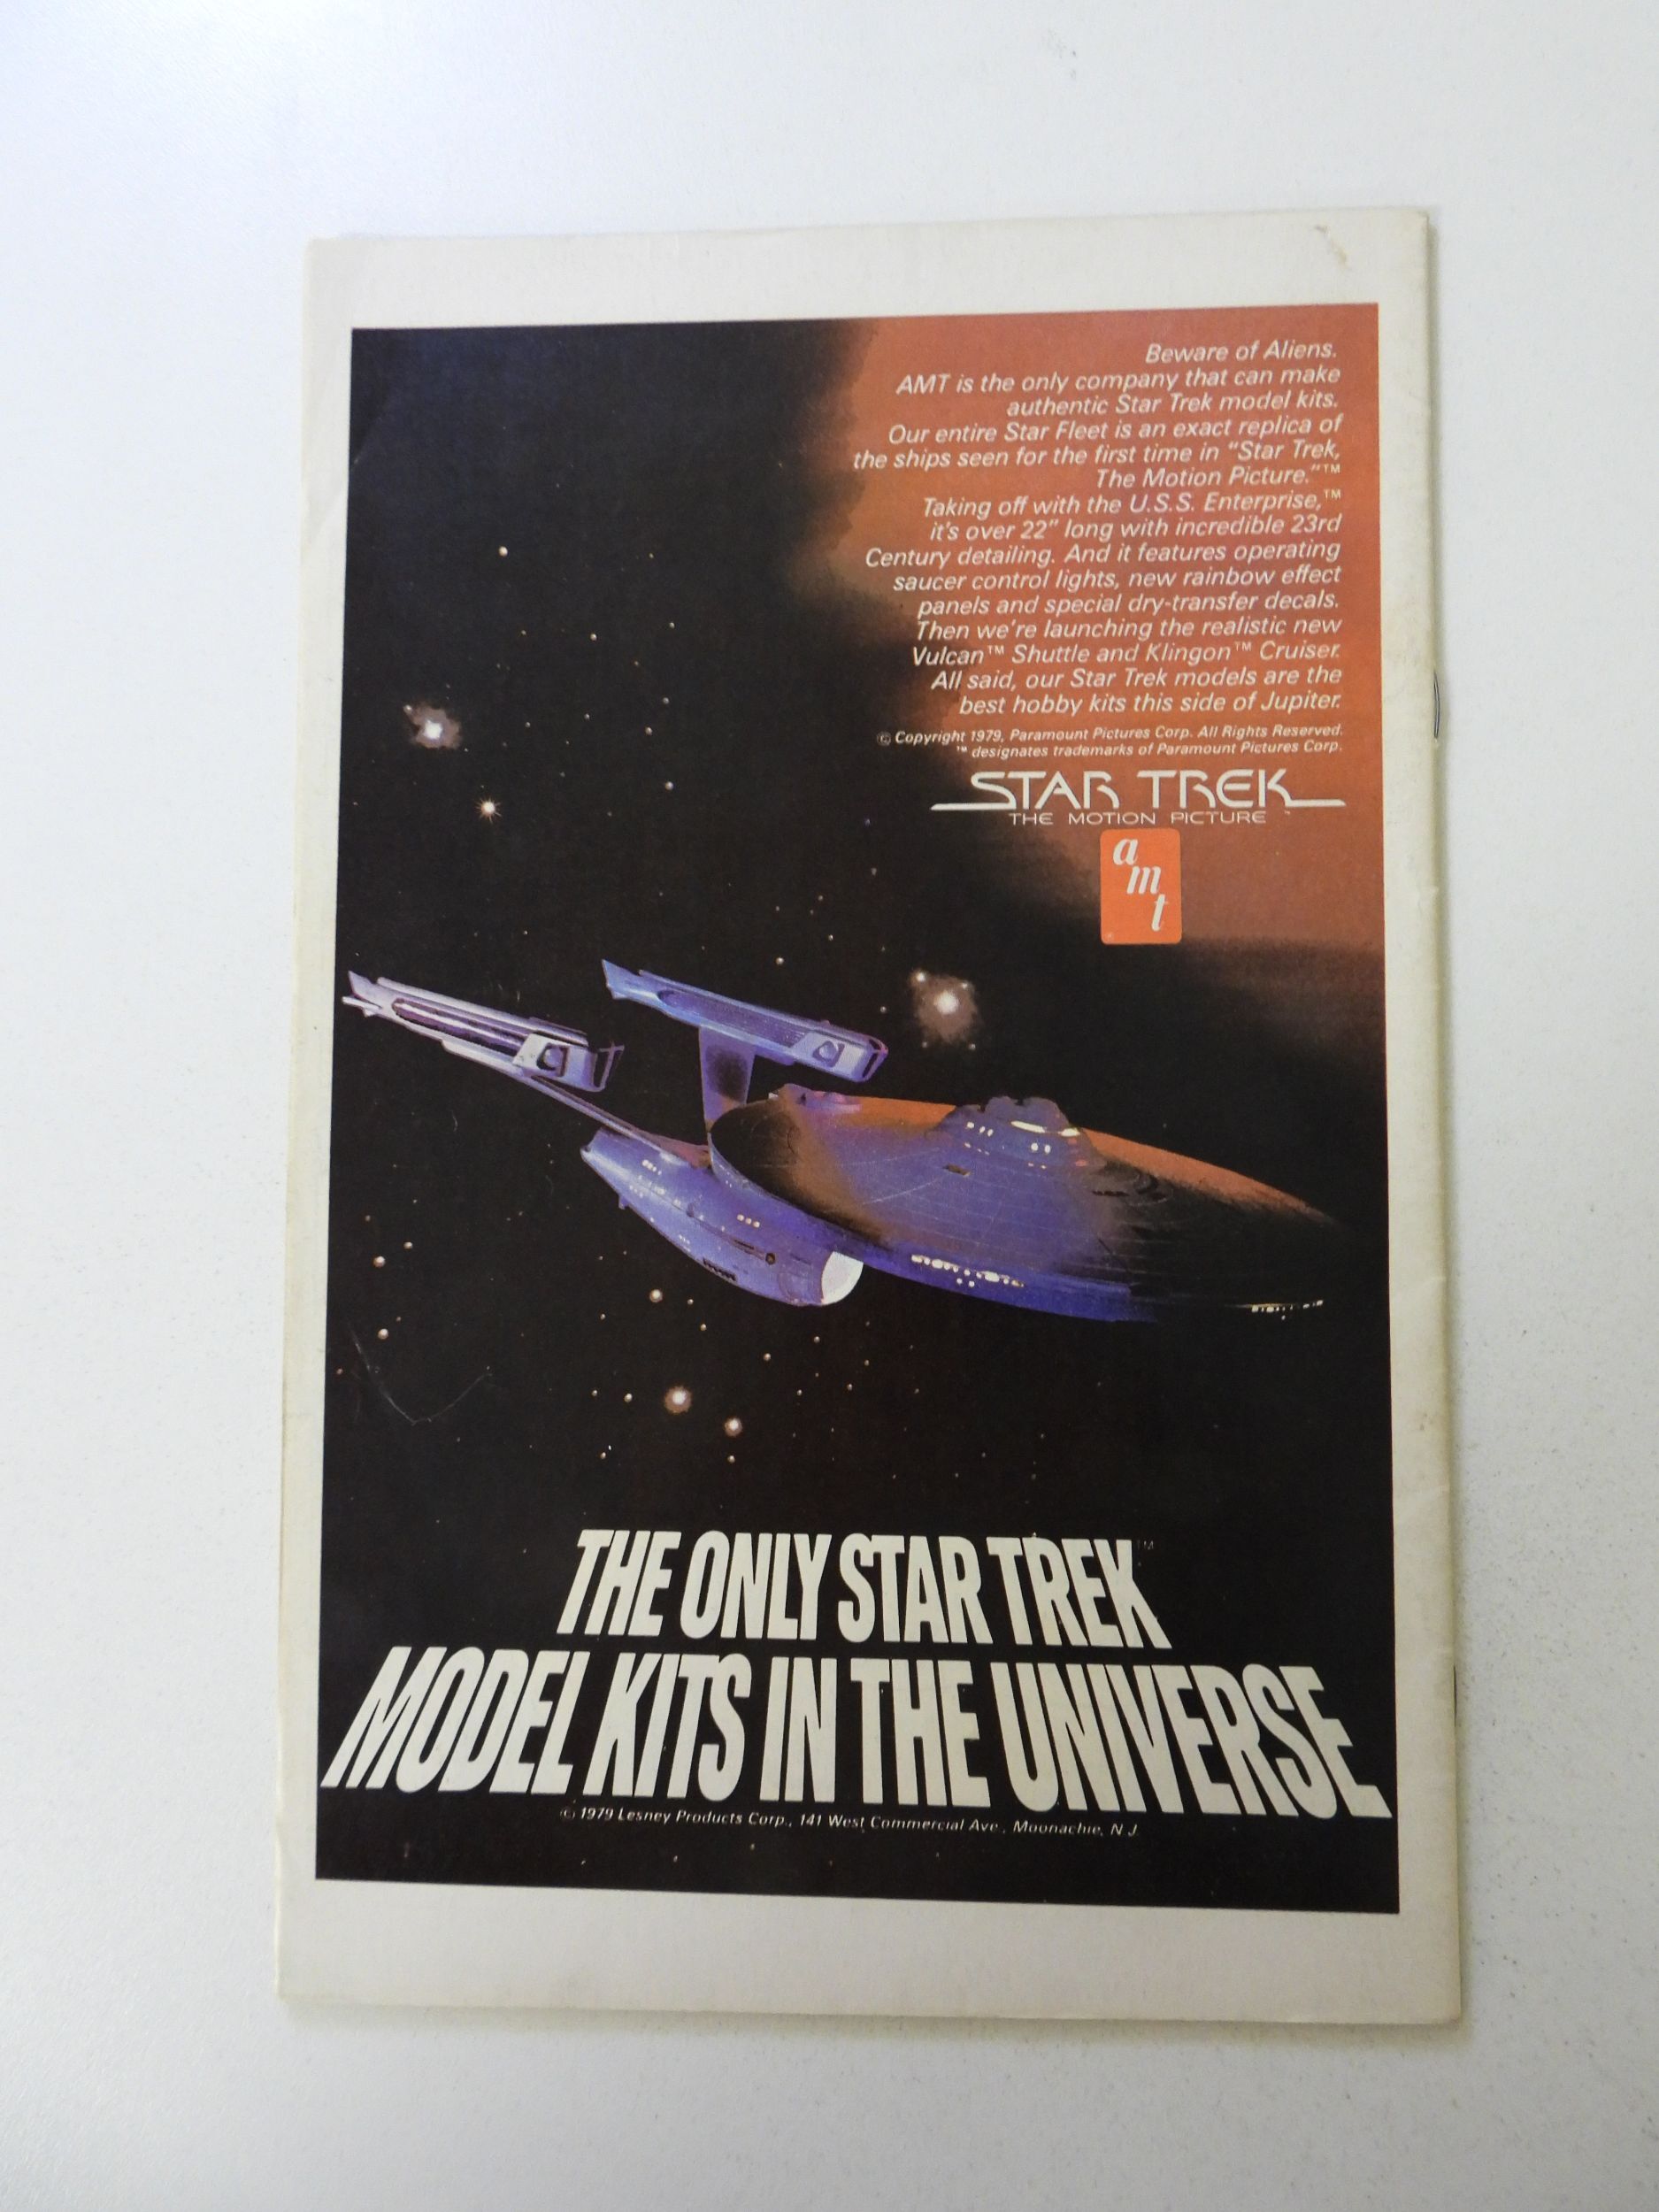 Beware of Aliens.
AMT is the only company that can make
authentic Star Trek model kits.
Our entire Star Fleet is an exact replica of
the ships seen for the first time in "Star Trek,
The Motion Picture."™
Taking off with the U.S.S. Enterprise,™
it's over 22" long with incredible 23rd
Century detailing. And it features operating
saucer control lights, new rainbow effect
panels and special dry-transfer decals.
Then we're launching the realistic new
Vulcan™ Shuttle and Klingon™ Cruiser.
All said, our Star Trek models are the
best hobby kits this side of Jupiter.
© Copyright 1979, Paramount Pictures Corp. All Rights Reserved.
™ designates trademarks of Paramount Pictures Corp.
STAR TREK
THE MOTION PICTURE
amt
THE ONLY STAR TREK™
MODEL KITS IN THE UNIVERSE
© 1979 Lesney Products Corp., 141 West Commercial Ave., Moonachie, N.J.